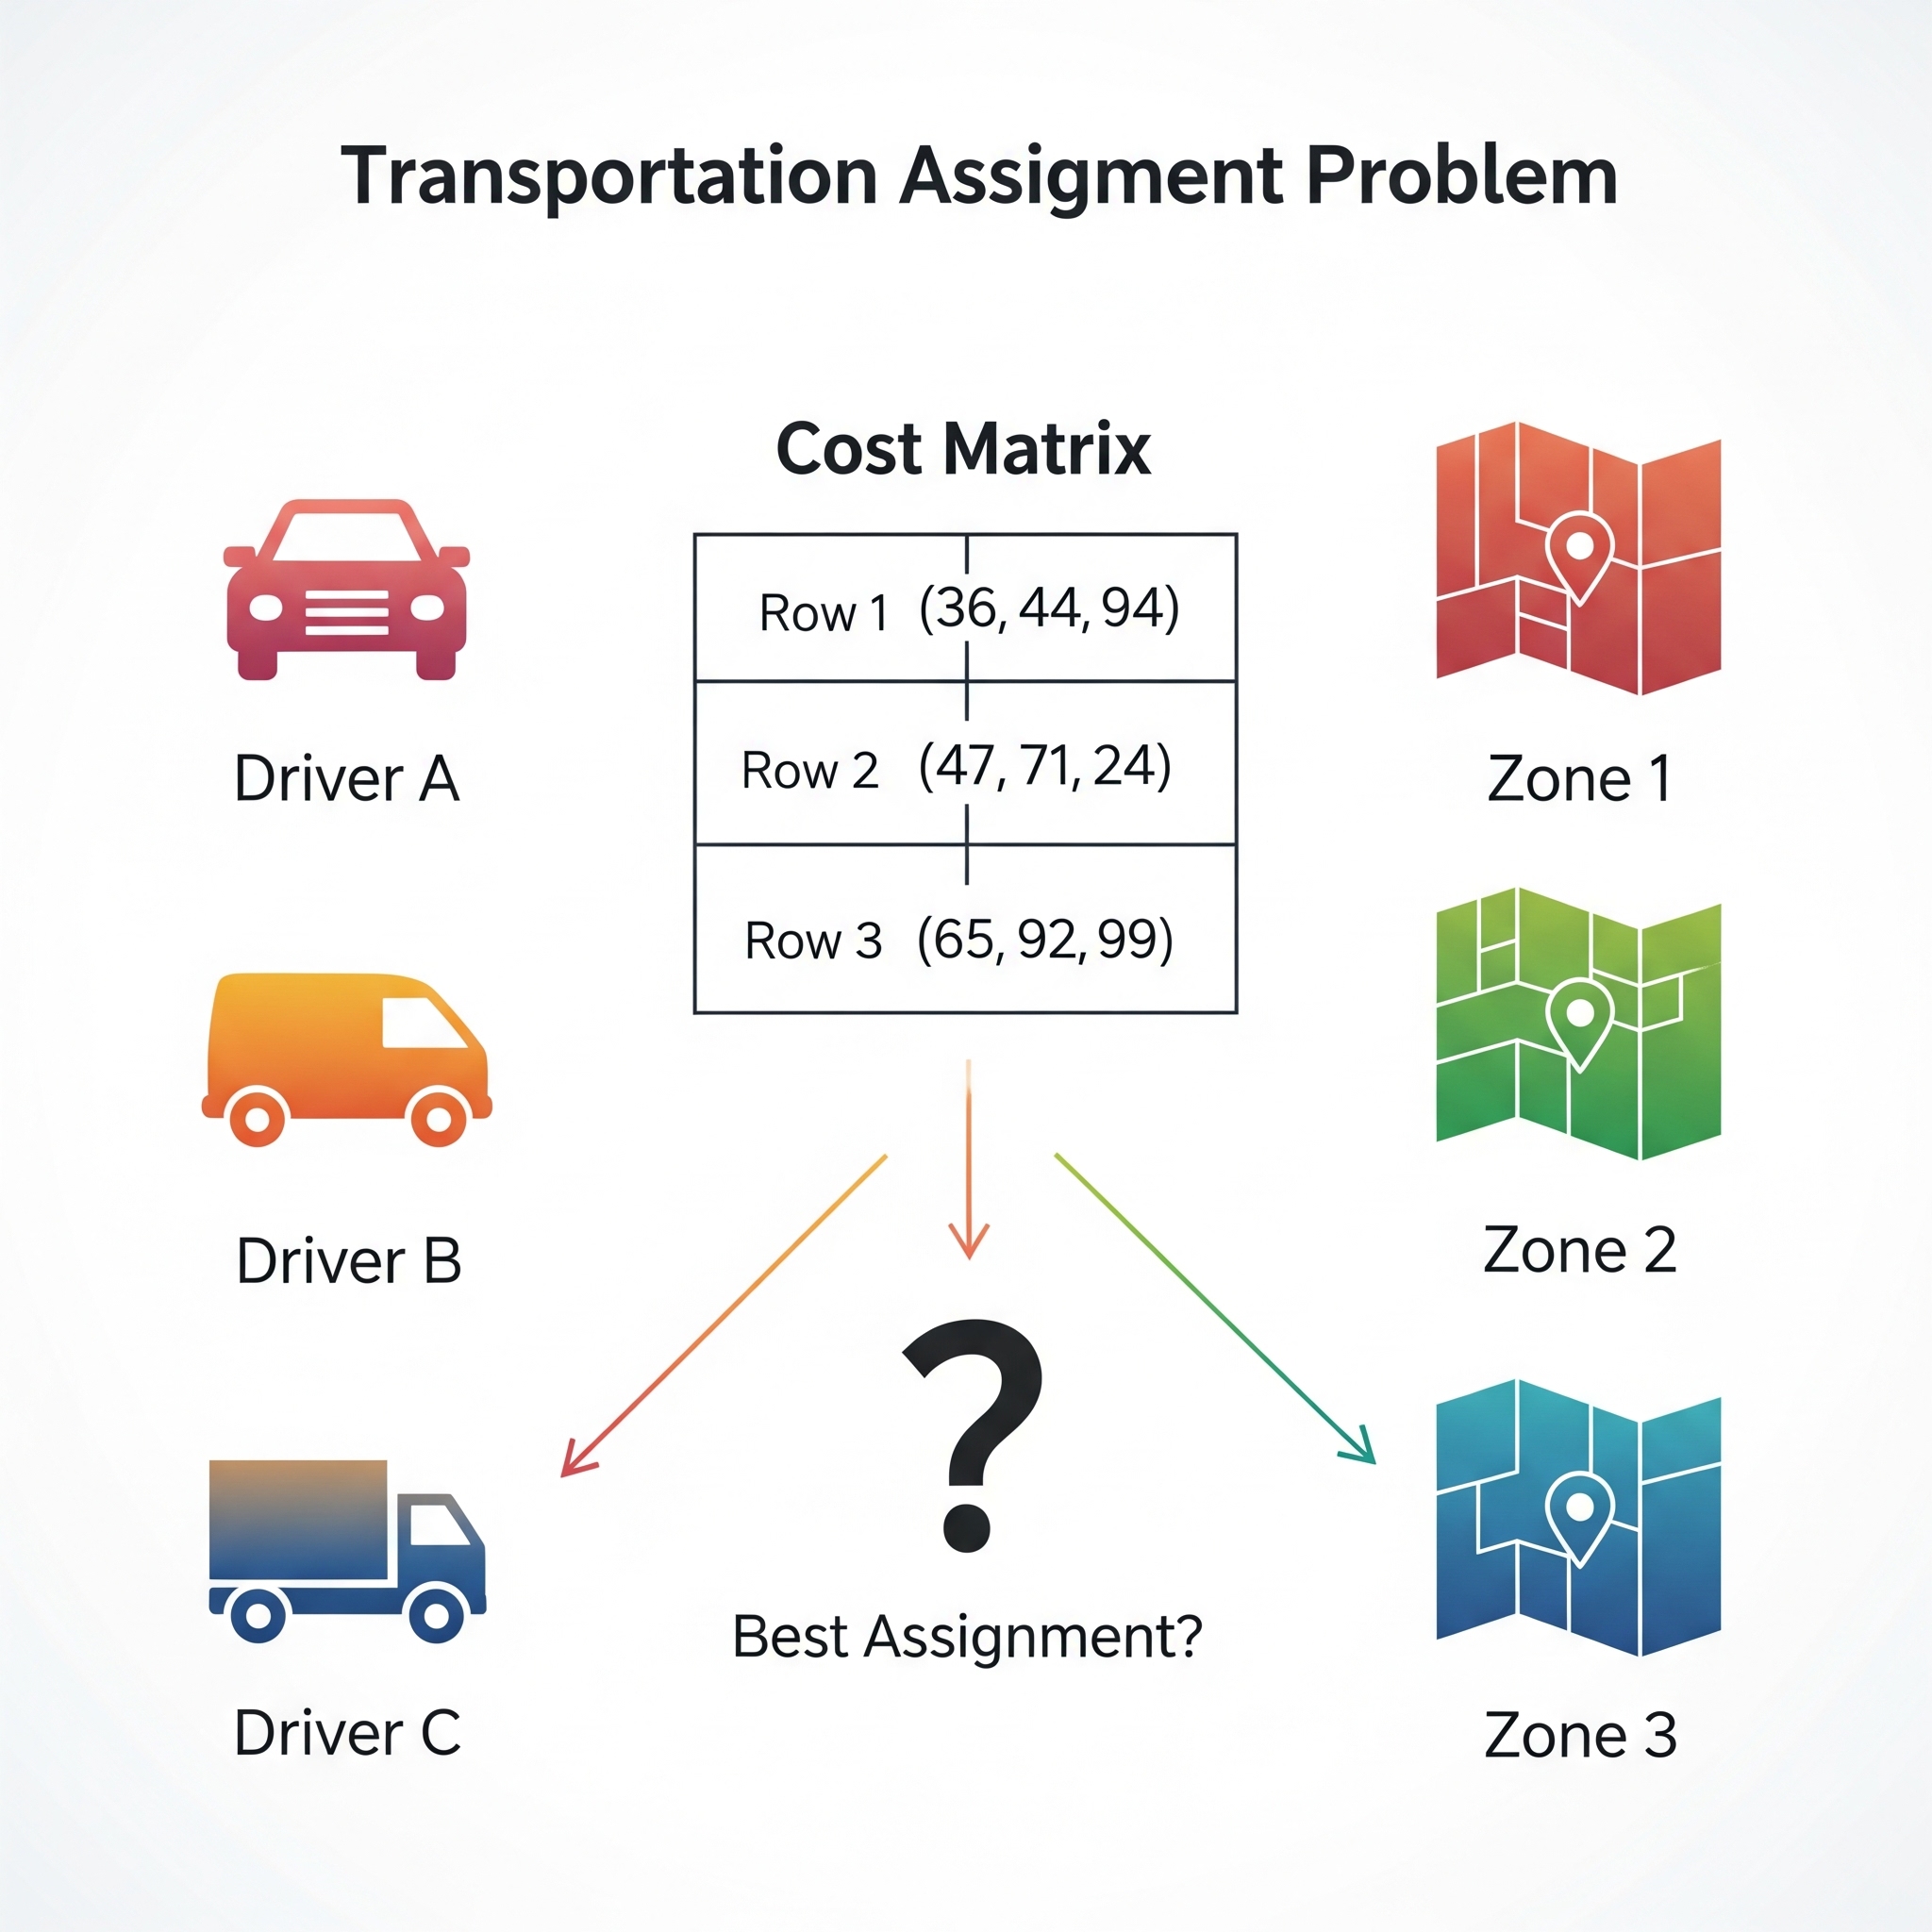 Transportation Assigment Problem
Cost Matrix
Row 1 (36, 44, 94)
Row 2 (47, 71, 24)
Row 3 (65, 92, 99)
Driver A
Zone 1
Driver B
Zone 2
?
Best Assignment?
Driver C
Zone 3